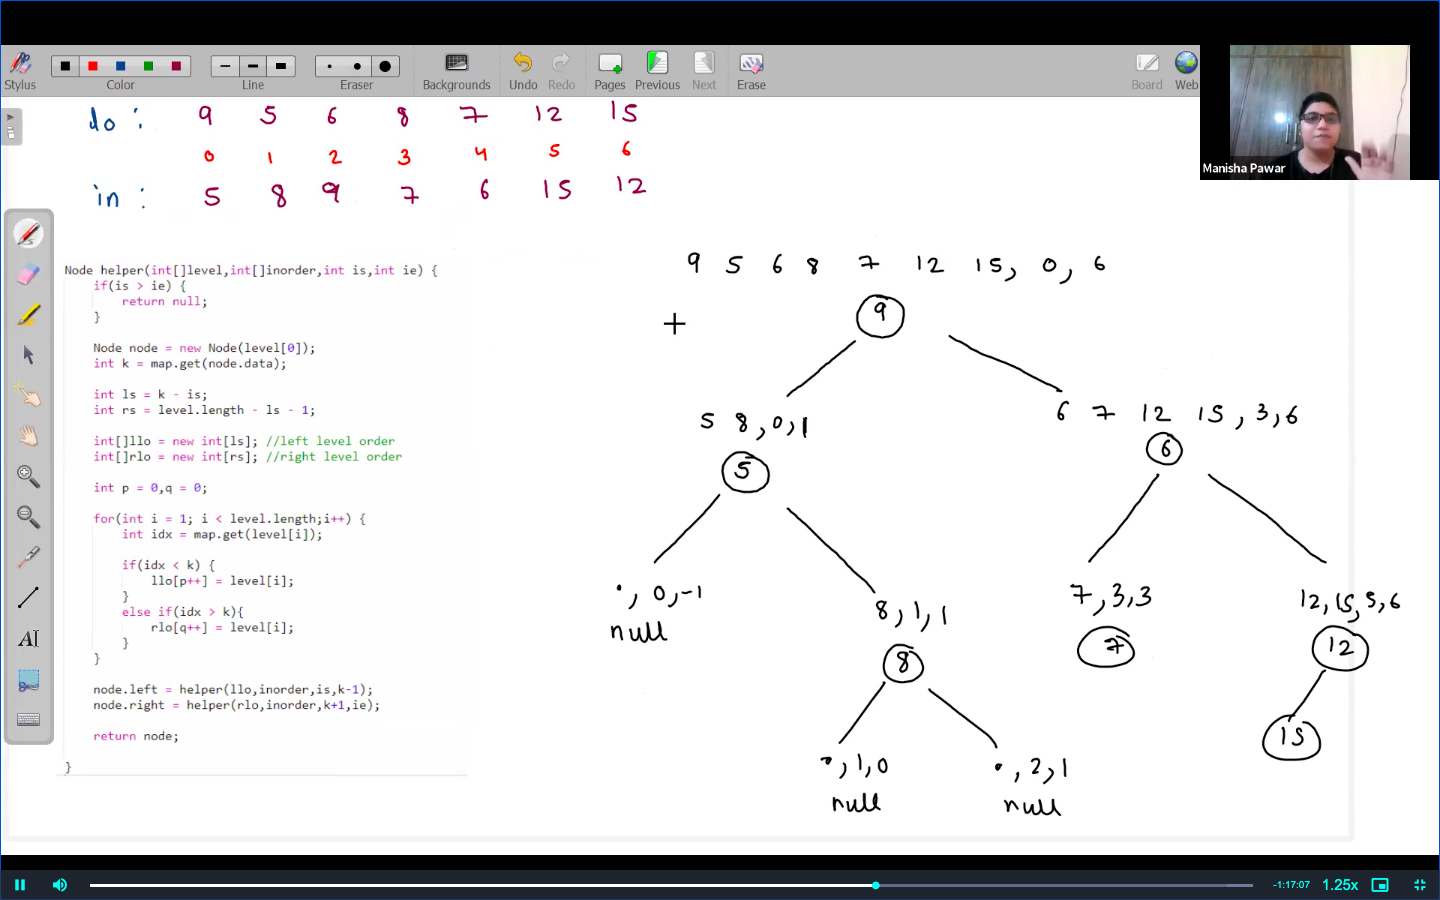 Stylus
Color
Line
Eraser
Backgrounds
Undo
Redo
Pages
Previous
Next
Erase
Board
Web
Manisha Pawar
lo : 9 5 6 8 7 12 15
0 1 2 3 4 5 6
in : 5 8 9 7 6 15 12
Node helper(int[]level,int[]inorder,int is,int ie) {
if(is > ie) {
return null;
}
Node node = new Node(level[0]);
int k = map.get(node.data);
int ls = k - is;
int rs = level.length - ls - 1;
int[]llo = new int[ls]; //left level order
int[]rlo = new int[rs]; //right level order
int p = 0,q = 0;
for(int i = 1; i < level.length;i++) {
int idx = map.get(level[i]);
if(idx < k) {
llo[p++] = level[i];
}
else if(idx > k){
rlo[q++] = level[i];
}
}
node.left = helper(llo,inorder,is,k-1);
node.right = helper(rlo,inorder,k+1,ie);
return node;
}
9 5 6 8 7 12 15, 0, 6
9
5 8, 0, 1
6 7 12 15, 3, 6
5
6
., 0, -1
null
8, 1, 1
7, 3, 3
12, 15, 5, 6
8
7
12
15
., 1, 0
null
., 2, 1
null
AI
-1:17:07
1.25x